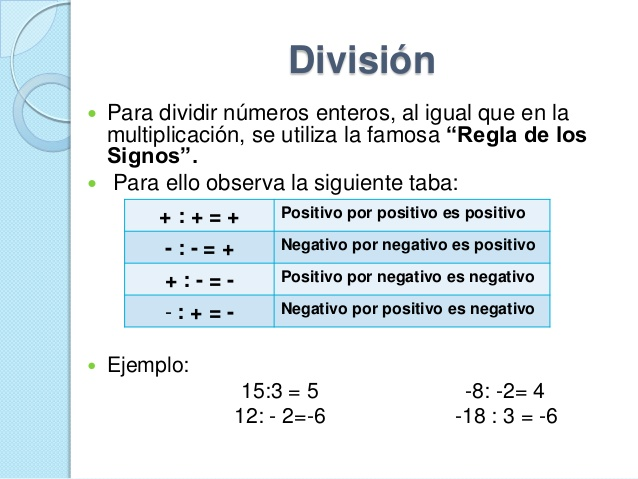 División
Para dividir números enteros, al igual que en la
multiplicación, se utiliza la famosa “Regla de los
Signos”.
Para ello observa la siguiente taba:
+ : + = + Positivo por positivo es positivo
- : - = + Negativo por negativo es positivo
+ : - = - Positivo por negativo es negativo
- : + = - Negativo por positivo es negativo
Ejemplo:
15:3 = 5 -8: -2= 4
12: - 2=-6 -18 : 3 = -6